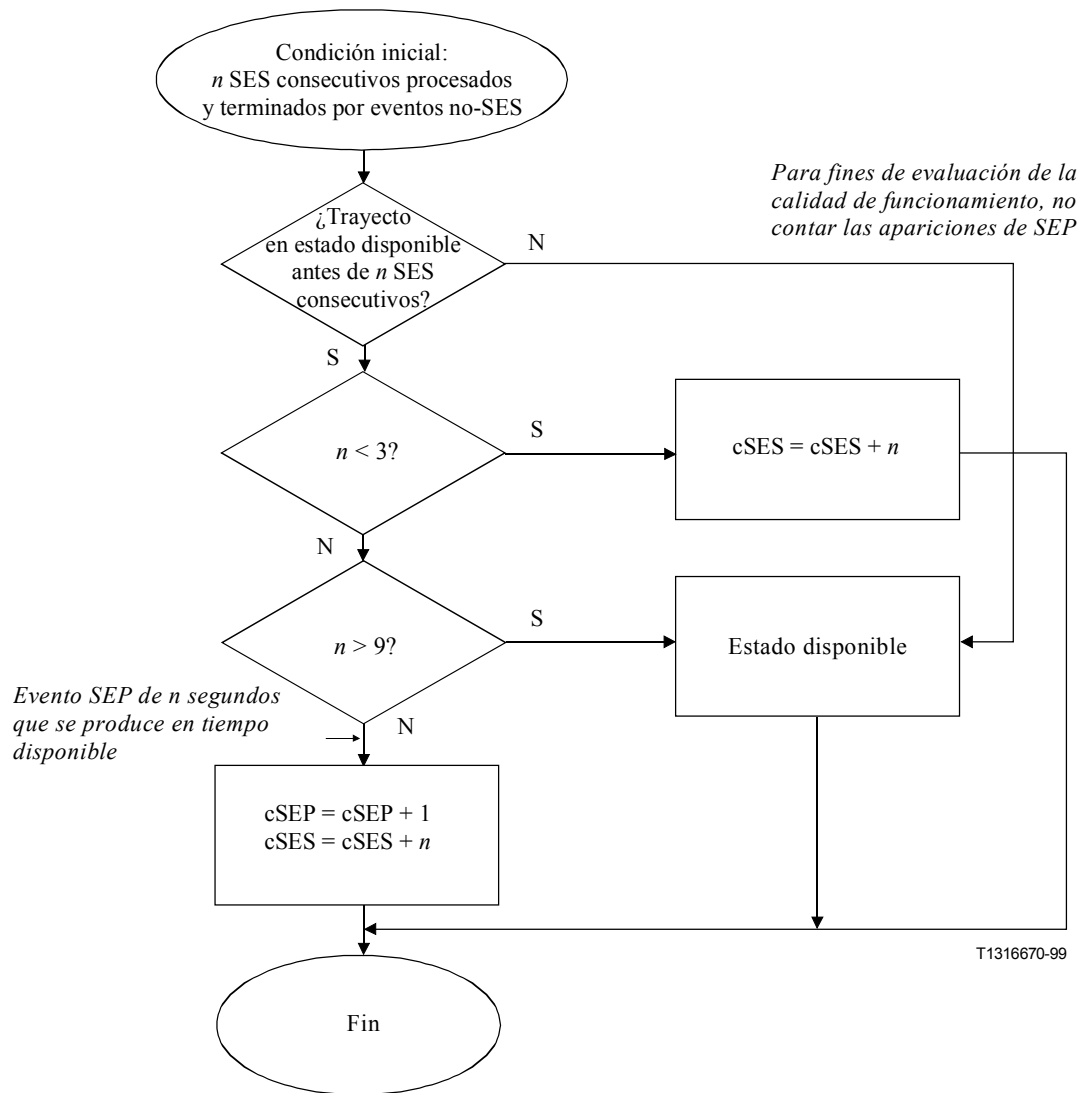 Condición inicial:
n SES consecutivos procesados
y terminados por eventos no-SES
Para fines de evaluación de la
calidad de funcionamiento, no
contar las apariciones de SEP
¿Trayecto
en estado disponible
antes de n SES
consecutivos?
N
S
n < 3?
S
cSES = cSES + n
N
n > 9?
S
Estado disponible
Evento SEP de n segundos
que se produce en tiempo
disponible
N
cSEP = cSEP + 1
cSES = cSES + n
T1316670-99
Fin